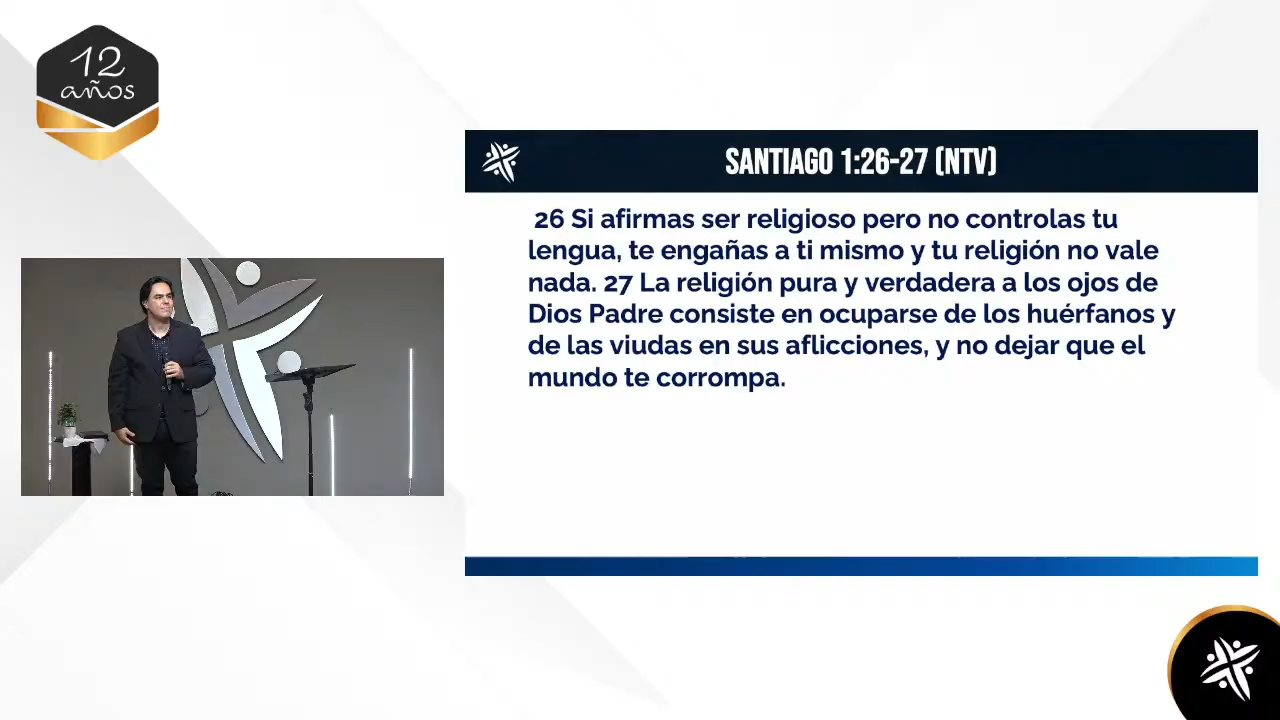 12
años
SANTIAGO 1:26-27 (NTV)
26 Si afirmas ser religioso pero no controlas tu
lengua, te engañas a ti mismo y tu religión no vale
nada. 27 La religión pura y verdadera a los ojos de
Dios Padre consiste en ocuparse de los huérfanos y
de las viudas en sus aflicciones, y no dejar que el
mundo te corrompa.